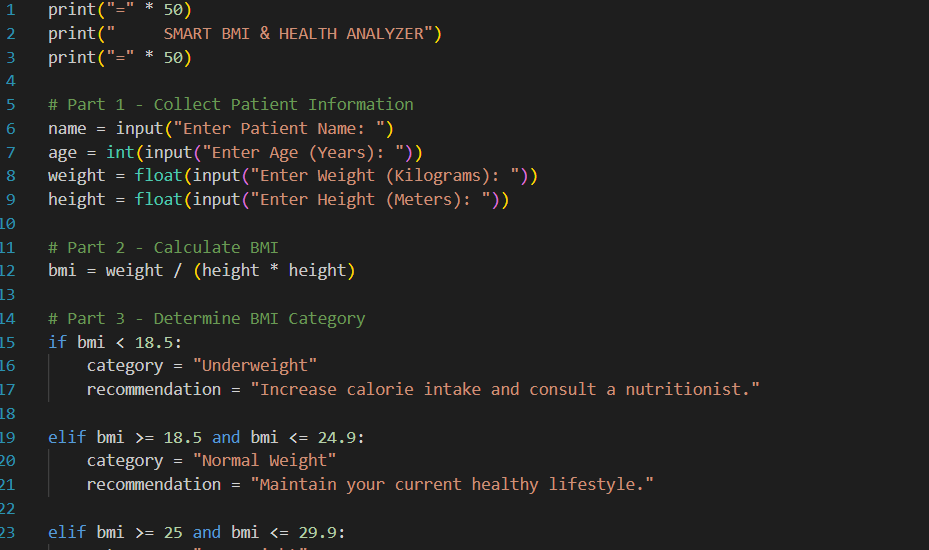 1 print("=" * 50)
2 print("     SMART BMI & HEALTH ANALYZER")
3 print("=" * 50)
4
5 # Part 1 - Collect Patient Information
6 name = input("Enter Patient Name: ")
7 age = int(input("Enter Age (Years): "))
8 weight = float(input("Enter Weight (Kilograms): "))
9 height = float(input("Enter Height (Meters): "))
10
11 # Part 2 - Calculate BMI
12 bmi = weight / (height * height)
13
14 # Part 3 - Determine BMI Category
15 if bmi < 18.5:
16     category = "Underweight"
17     recommendation = "Increase calorie intake and consult a nutritionist."
18
19 elif bmi >= 18.5 and bmi <= 24.9:
20     category = "Normal Weight"
21     recommendation = "Maintain your current healthy lifestyle."
22
23 elif bmi >= 25 and bmi <= 29.9: